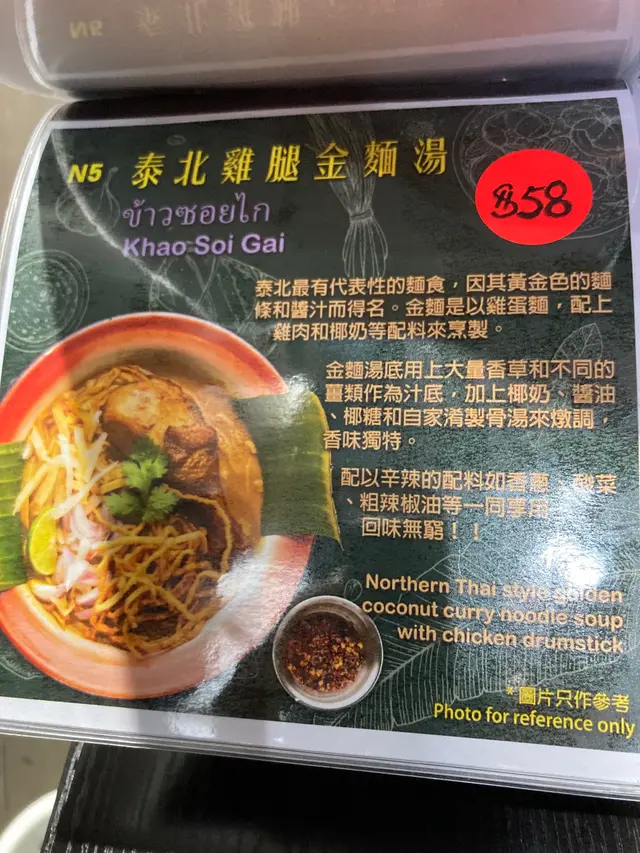 N5 泰北雞腿金麵湯
$58
ข้าวซอยไก่
Khao Soi Gai
泰北最有代表性的麵食，因其黃金色的麵
條和醬汁而得名。金麵是以雞蛋麵，配上
雞肉和椰奶等配料來烹製。
金麵湯底用上大量香草和不同的
薑類作為汁底，加上椰奶、醬油
、椰糖和自家淆製骨湯來燉調，
香味獨特。
配以辛辣的配料如香蔥、酸菜
、粗辣椒油等一同享用
回味無窮！！
Northern Thai style golden
coconut curry noodle soup
with chicken drumstick
*圖片只作參考
Photo for reference only